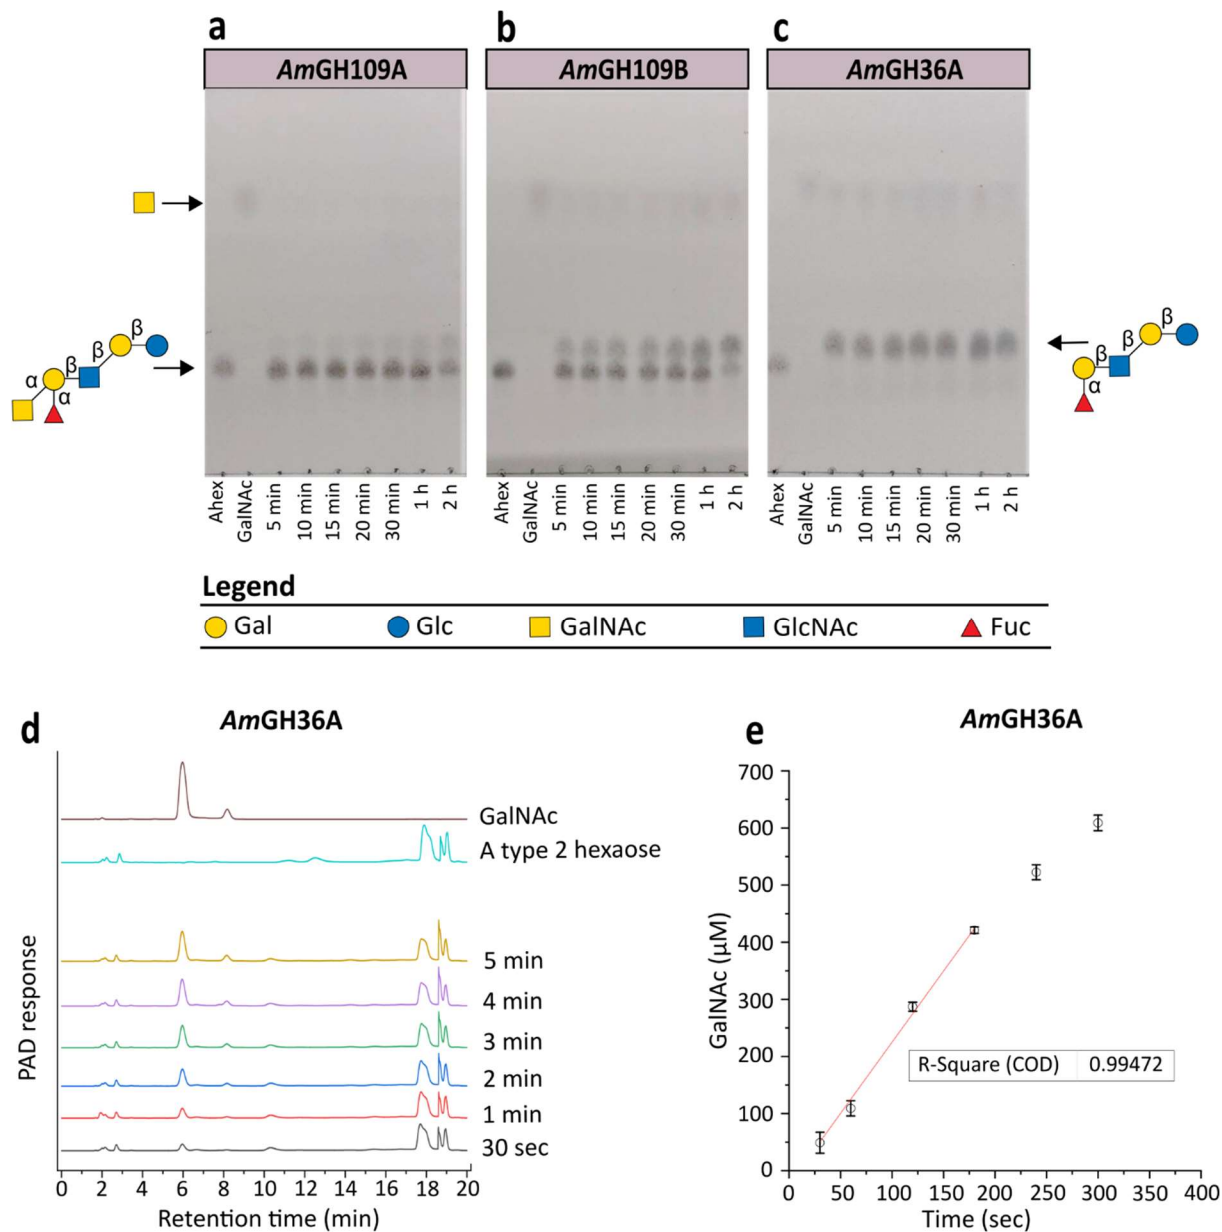 a
b
c
AmGH109A
AmGH109B
AmGH36A
β
β
β
α
α
β
β
β
α
Ahex
GalNAc
5 min
10 min
15 min
20 min
30 min
1 h
2 h
Ahex
GalNAc
5 min
10 min
15 min
20 min
30 min
1 h
2 h
Ahex
GalNAc
5 min
10 min
15 min
20 min
30 min
1 h
2 h
Legend
Gal
Glc
GalNAc
GlcNAc
Fuc
d
AmGH36A
GalNAc
A type 2 hexaose
5 min
4 min
3 min
2 min
1 min
30 sec
PAD response
0 2 4 6 8 10 12 14 16 18 20
Retention time (min)
e
AmGH36A
700
600
500
400
300
200
100
0
GalNAc (µM)
R-Square (COD) 0.99472
0 50 100 150 200 250 300 350 400
Time (sec)